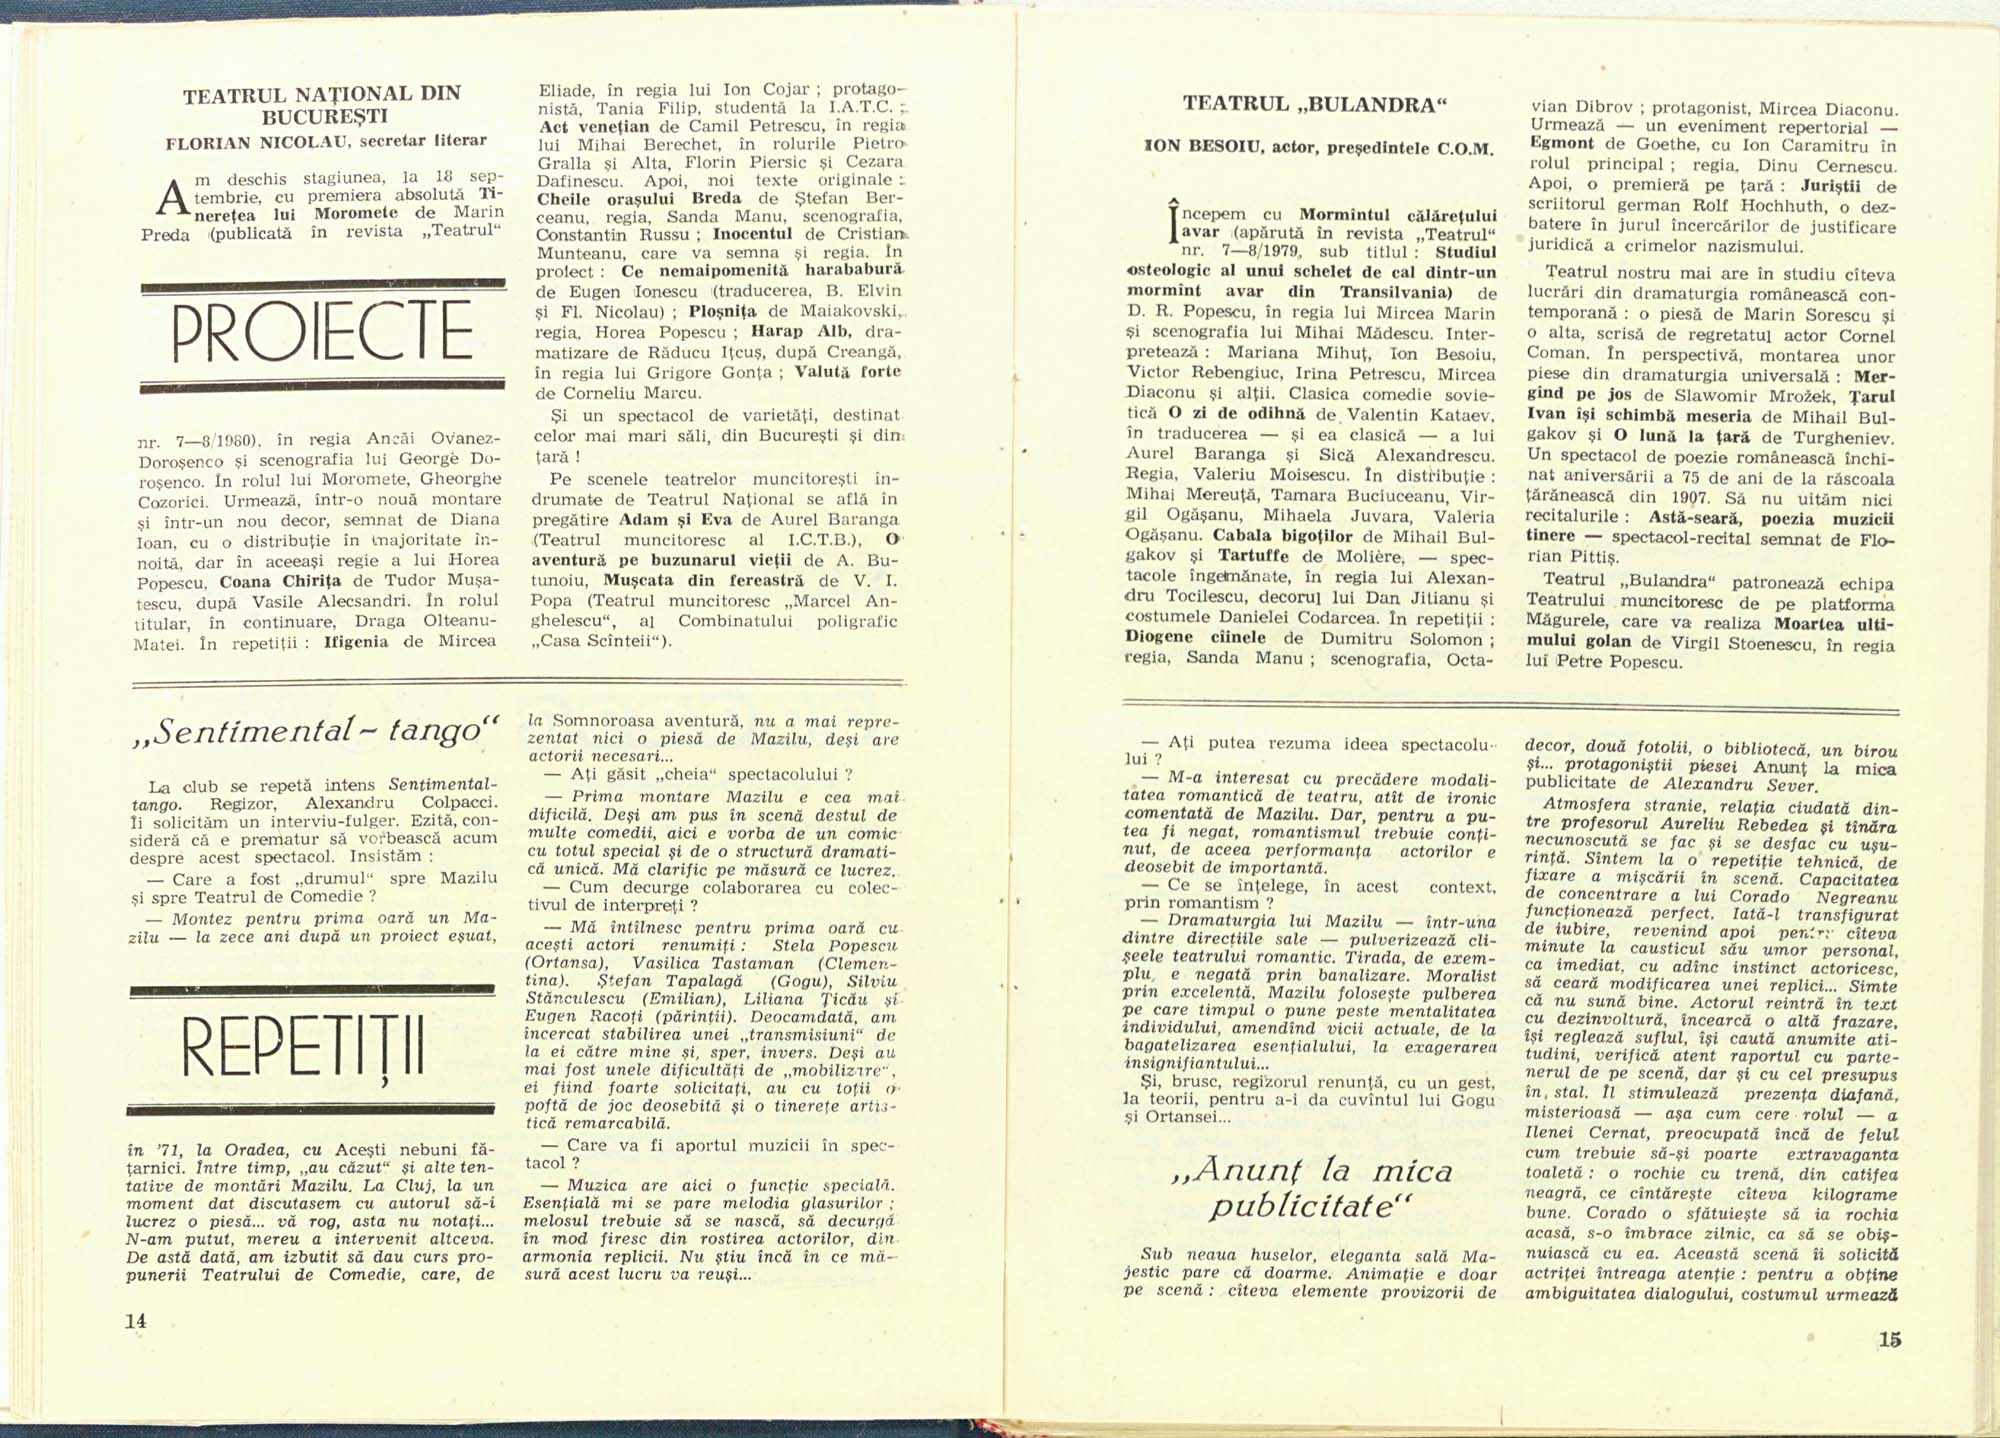 TEATRUL NAȚIONAL DIN
BUCUREȘTI
FLORIAN NICOLAU, secretar literar
Am deschis stagiunea, la 18 sep-
tembrie, cu premiera absolută Ti-
nerețea lui Moromete de Marin
Preda (publicată în revista „Teatrul“
PROIECTE
nr. 7—8/1980), în regia Ancăi Ovanez-
Doroșenco și scenografia lui George Do-
roșenco. În rolul lui Moromete, Gheorghe
Cozorici. Urmează, într-o nouă montare
și într-un nou decor, semnat de Diana
Ioan, cu o distribuție în majoritate în-
noită, dar în aceeași regie a lui Horea
Popescu, Coana Chirița de Tudor Mușa-
tescu, după Vasile Alecsandri. În rolul
titular, în continuare, Draga Olteanu-
Matei. În repetiții : Ifigenia de Mircea
Eliade, în regia lui Ion Cojar ; protago-
nistă, Tania Filip, studentă la I.A.T.C. ;
Act venețian de Camil Petrescu, în regia
lui Mihai Berechet, în rolurile Pietro
Gralla și Alta, Florin Piersic și Cezara
Dafinescu. Apoi, noi texte originale :
Cheile orașului Breda de Ștefan Ber-
ceanu, regia, Sanda Manu, scenografia,
Constantin Russu ; Inocentul de Cristian
Munteanu, care va semna și regia. În
proiect : Ce nemaipomenită harababură
de Eugen Ionescu (traducerea, B. Elvin
și Fl. Nicolau) ; Ploșnița de Maiakovski,
regia, Horea Popescu ; Harap Alb, dra-
matizare de Răducu Ițcuș, după Creangă,
în regia lui Grigore Gonța ; Valută forte
de Corneliu Marcu.
Și un spectacol de varietăți, destinat
celor mai mari săli, din București și din
țară !
Pe scenele teatrelor muncitorești în-
drumate de Teatrul Național se află în
pregătire Adam și Eva de Aurel Baranga
(Teatrul muncitoresc al I.C.T.B.), O
aventură pe buzunarul vieții de A. Bu-
tunoiu, Mușcata din fereastră de V. I.
Popa (Teatrul muncitoresc „Marcel An-
ghelescu“, al Combinatului poligrafic
„Casa Scînteii“).
„Sentimental - tango“
La club se repetă intens Sentimental-
tango. Regizor, Alexandru Colpacci.
Îi solicităm un interviu-fulger. Ezită, con-
sideră că e prematur să vorbească acum
despre acest spectacol. Insistăm :
— Care a fost „drumul“ spre Mazilu
și spre Teatrul de Comedie ?
— Montez pentru prima oară un Ma-
zilu — la zece ani după un proiect eșuat,
REPETIȚII
în ’71, la Oradea, cu Acești nebuni fă-
țarnici. Între timp, „au căzut“ și alte ten-
tative de montări Mazilu. La Cluj, la un
moment dat discutasem cu autorul să-i
lucrez o piesă... vă rog, asta nu notați...
N-am putut, mereu a intervenit altceva.
De astă dată, am izbutit să dau curs pro-
punerii Teatrului de Comedie, care, de
la Somnoroasa aventură, nu a mai repre-
zentat nici o piesă de Mazilu, deși are
actorii necesari...
— Ați găsit „cheia“ spectacolului ?
— Prima montare Mazilu e cea mai
dificilă. Deși am pus în scenă destul de
multe comedii, aici e vorba de un comic
cu totul special și de o structură dramati-
că unică. Mă clarific pe măsură ce lucrez.
— Cum decurge colaborarea cu colec-
tivul de interpreți ?
— Mă întîlnesc pentru prima oară cu
acești actori renumiți : Stela Popescu
(Ortansa), Vasilica Tastaman (Clemen-
tina). Ștefan Tapalagă (Gogu), Silviu
Stănculescu (Emilian), Liliana Țicău și
Eugen Racoți (părinții). Deocamdată, am
încercat stabilirea unei „transmisiuni“ de
la ei către mine și, sper, invers. Deși au
mai fost unele dificultăți de „mobilizare“,
ei fiind foarte solicitați, au cu toții o
poftă de joc deosebită și o tinerețe artis-
tică remarcabilă.
— Care va fi aportul muzicii în spec-
tacol ?
— Muzica are aici o funcție specială.
Esențială mi se pare melodia glasurilor ;
melosul trebuie să se nască, să decurgă
în mod firesc din rostirea actorilor, din
armonia replicii. Nu știu încă în ce mă-
sură acest lucru va reuși...
14
TEATRUL „BULANDRA“
ION BESOIU, actor, președintele C.O.M.
Începem cu Mormîntul călărețului
avar (apărută în revista „Teatrul“
nr. 7—8/1979, sub titlul : Studiul
osteologic al unui schelet de cal dintr-un
mormînt avar din Transilvania) de
D. R. Popescu, în regia lui Mircea Marin
și scenografia lui Mihai Mădescu. Inter-
pretează : Mariana Mihuț, Ion Besoiu,
Victor Rebengiuc, Irina Petrescu, Mircea
Diaconu și alții. Clasica comedie sovie-
tică O zi de odihnă de Valentin Kataev,
în traducerea — și ea clasică — a lui
Aurel Baranga și Sică Alexandrescu.
Regia, Valeriu Moisescu. În distribuție :
Mihai Mereuță, Tamara Buciuceanu, Vir-
gil Ogășanu, Mihaela Juvara, Valeria
Ogășanu. Cabala bigoților de Mihail Bul-
gakov și Tartuffe de Molière, — spec-
tacole îngemănate, în regia lui Alexan-
dru Tocilescu, decorul lui Dan Jitianu și
costumele Danielei Codarcea. În repetiții :
Diogene cîinele de Dumitru Solomon ;
regia, Sanda Manu ; scenografia, Octa-
vian Dibrov ; protagonist, Mircea Diaconu.
Urmează — un eveniment repertorial —
Egmont de Goethe, cu Ion Caramitru în
rolul principal ; regia, Dinu Cernescu.
Apoi, o premieră pe țară : Juriștii de
scriitorul german Rolf Hochhuth, o dez-
batere în jurul încercărilor de justificare
juridică a crimelor nazismului.
Teatrul nostru mai are în studiu cîteva
lucrări din dramaturgia românească con-
temporană : o piesă de Marin Sorescu și
o alta, scrisă de regretatul actor Cornel
Coman. În perspectivă, montarea unor
piese din dramaturgia universală : Mer-
gînd pe jos de Slawomir Mrožek, Țarul
Ivan își schimbă meseria de Mihail Bul-
gakov și O lună la țară de Turgheniev.
Un spectacol de poezie românească închi-
nat aniversării a 75 de ani de la răscoala
țărănească din 1907. Să nu uităm nici
recitalurile : Astă-seară, poezia muzicii
tinere — spectacol-recital semnat de Flo-
rian Pittiș.
Teatrul „Bulandra“ patronează echipa
Teatrului muncitoresc de pe platforma
Măgurele, care va realiza Moartea ulti-
mului golan de Virgil Stoenescu, în regia
lui Petre Popescu.
— Ați putea rezuma ideea spectacolu-
lui ?
— M-a interesat cu precădere modali-
tatea romantică de teatru, atît de ironic
comentată de Mazilu. Dar, pentru a pu-
tea fi negat, romantismul trebuie conți-
nut, de aceea performanța actorilor e
deosebit de importantă.
— Ce se înțelege, în acest context,
prin romantism ?
— Dramaturgia lui Mazilu — într-una
dintre direcțiile sale — pulverizează cli-
șeele teatrului romantic. Tirada, de exem-
plu, e negată prin banalizare. Moralist
prin excelență, Mazilu folosește pulberea
pe care timpul o pune peste mentalitatea
individului, amendînd vicii actuale, de la
bagatelizarea esențialului, la exagerarea
insignifiantului...
Și, brusc, regizorul renunță, cu un gest,
la teorii, pentru a-i da cuvîntul lui Gogu
și Ortansei...
„Anunț la mica
publicitate“
Sub neaua huselor, eleganta sală Ma-
jestic pare că doarme. Animație e doar
pe scenă : cîteva elemente provizorii de
decor, două fotolii, o bibliotecă, un birou
și... protagoniștii piesei Anunț la mica
publicitate de Alexandru Sever.
Atmosfera stranie, relația ciudată din-
tre profesorul Aureliu Rebedea și tînăra
necunoscută se fac și se desfac cu ușu-
rință. Sîntem la o repetiție tehnică, de
fixare a mișcării în scenă. Capacitatea
de concentrare a lui Corado Negreanu
funcționează perfect. Iată-l transfigurat
de iubire, revenind apoi pentru cîteva
minute la causticul său umor personal,
ca imediat, cu adînc instinct actoricesc,
să ceară modificarea unei replici... Simte
că nu sună bine. Actorul reintră în text
cu dezinvoltură, încearcă o altă frazare,
își reglează suflul, își caută anumite ati-
tudini, verifică atent raportul cu parte-
nerul de pe scenă, dar și cu cel presupus
în stal. Îl stimulează prezența diafană,
misterioasă — așa cum cere rolul — a
Ilenei Cernat, preocupată încă de felul
cum trebuie să-și poarte extravaganta
toaletă : o rochie cu trenă, din catifea
neagră, ce cîntărește cîteva kilograme
bune. Corado o sfătuiește să ia rochia
acasă, s-o îmbrace zilnic, ca să se obiș-
nuiască cu ea. Această scenă îi solicită
actriței întreaga atenție : pentru a obține
ambiguitatea dialogului, costumul urmează
15